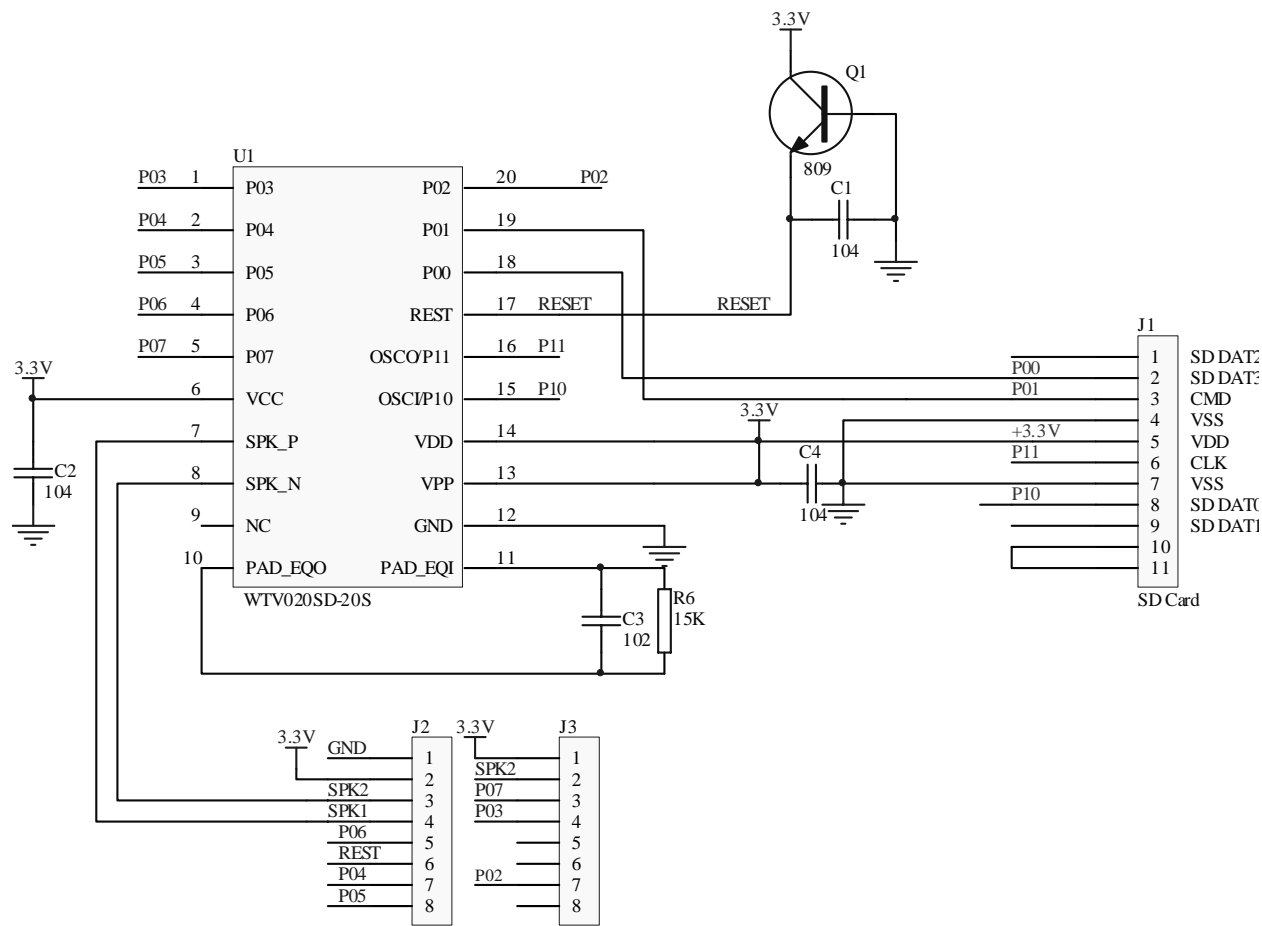 3.3V
Q1
809
C1
104
U1
P03 1 P03 P02 20 P02
P04 2 P04 P01 19
P05 3 P05 P00 18
P06 4 P06 REST 17 RESET RESET
P07 5 P07 OSCO/P11 16 P11
3.3V
6 VCC OSCI/P10 15 P10
7 SPK_P VDD 14
8 SPK_N VPP 13
9 NC GND 12
10 PAD_EQO PAD_EQI 11
WTV020SD-20S
C2
104
3.3V
C4
104
C3
102
R6
15K
J1
1 SD DAT2
P00 2 SD DAT3
P01 3 CMD
4 VSS
+3.3V 5 VDD
P11 6 CLK
7 VSS
P10 8 SD DAT0
9 SD DAT1
10
11
SD Card
J2
3.3V
GND 1
2
SPK2 3
SPK1 4
P06 5
REST 6
P04 7
P05 8
J3
3.3V
1
SPK2 2
P07 3
P03 4
5
6
P02 7
8